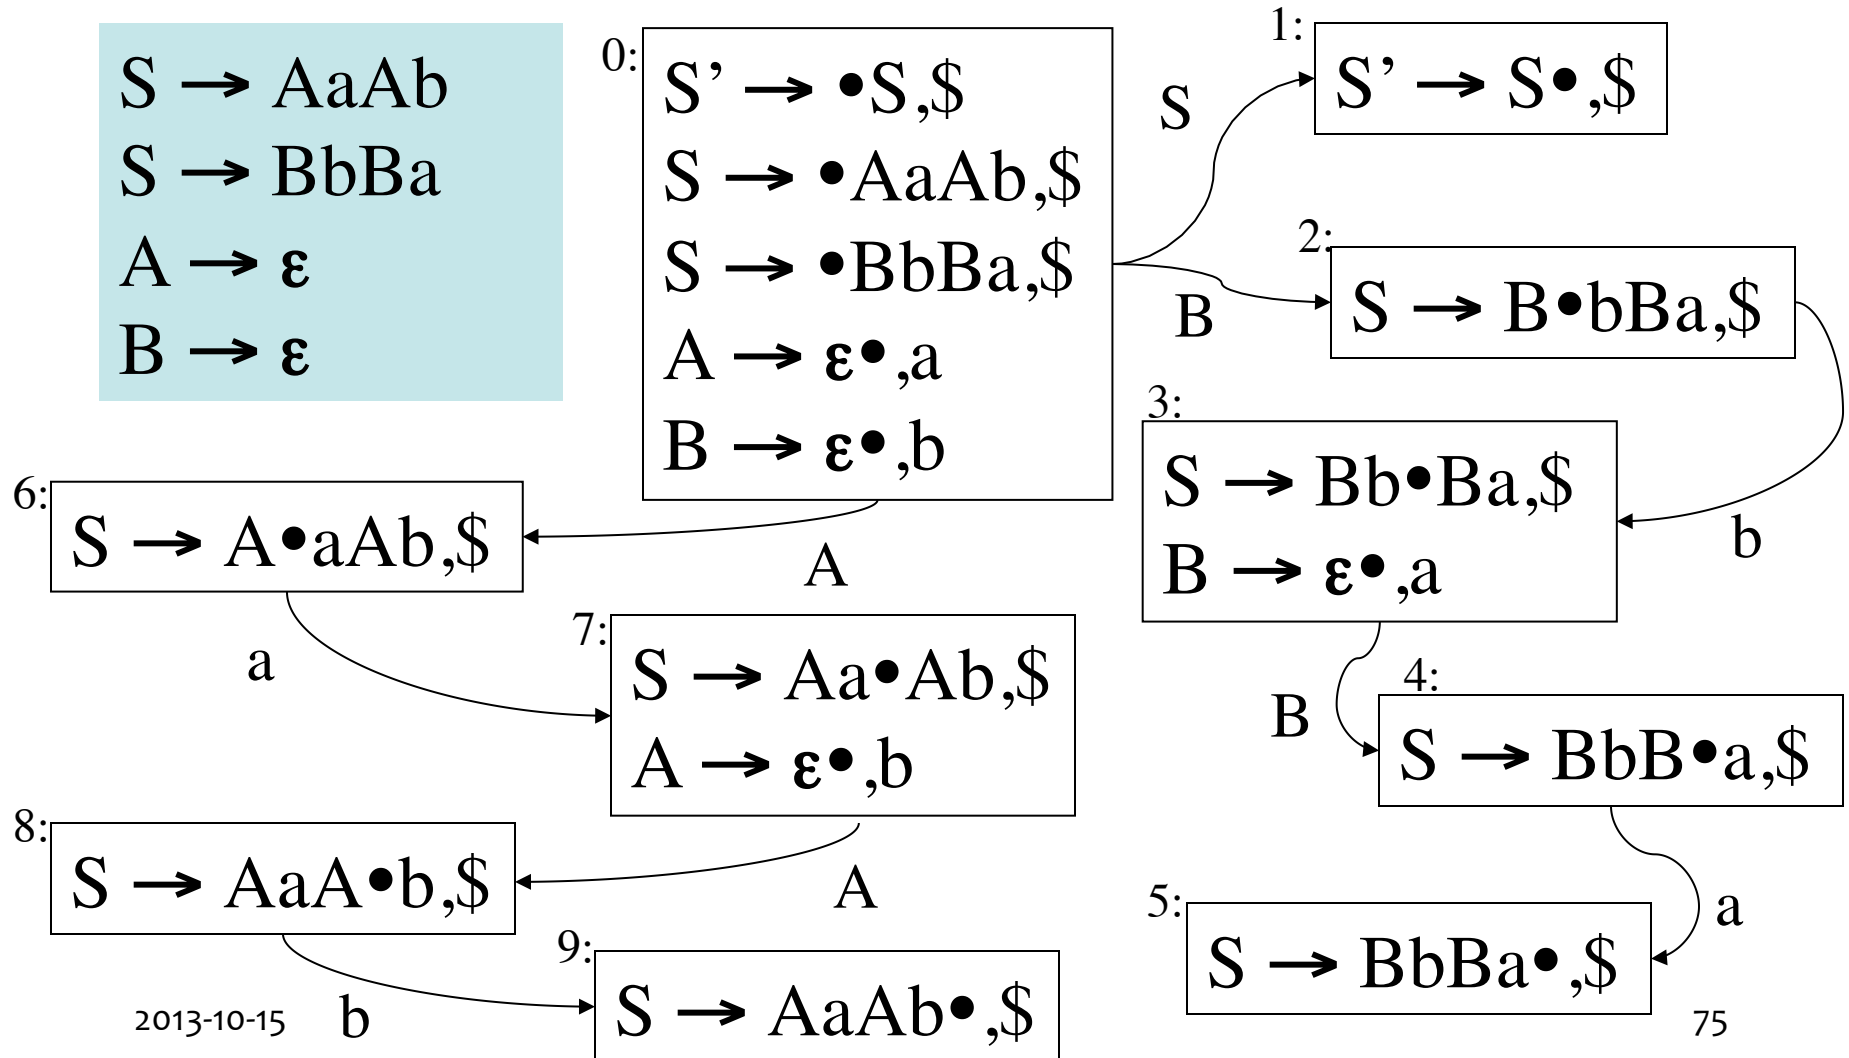 S → AaAb
S → BbBa
A → ε
B → ε
0:
S’ → •S,$
S → •AaAb,$
S → •BbBa,$
A → ε•,a
B → ε•,b
S
1:
S’ → S•,$
B
2:
S → B•bBa,$
b
3:
S → Bb•Ba,$
B → ε•,a
B
4:
S → BbB•a,$
a
5:
S → BbBa•,$
A
6:
S → A•aAb,$
a
7:
S → Aa•Ab,$
A → ε•,b
A
8:
S → AaA•b,$
b
9:
S → AaAb•,$
2013-10-15
75